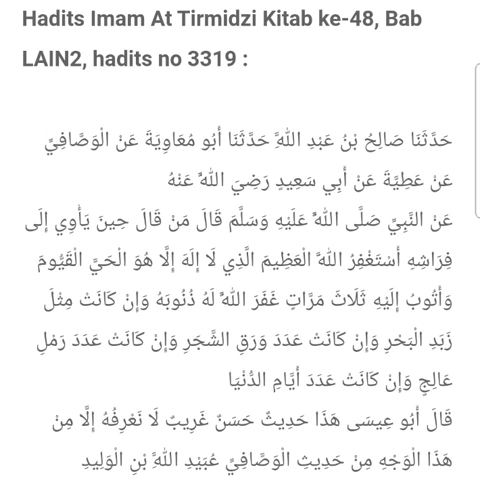 Hadits Imam At Tirmidzi Kitab ke-48, Bab
LAIN2, hadits no 3319 :
حَدَّثَنَا صَالِحُ بْنُ عَبْدِ اللَّهِ حَدَّثَنَا أَبُو مُعَاوِيَةَ عَنْ الْوَصَّافِيِّ
عَنْ عَطِيَّةَ عَنْ أَبِي سَعِيدٍ رَضِيَ اللَّهُ عَنْهُ
عَنْ النَّبِيِّ صَلَّى اللَّهُ عَلَيْهِ وَسَلَّمَ قَالَ مَنْ قَالَ حِينَ يَأْوِي إِلَى
فِرَاشِهِ أَسْتَغْفِرُ اللَّهَ الْعَظِيمَ الَّذِي لَا إِلَهَ إِلَّا هُوَ الْحَيَّ الْقَيُّومَ
وَأَتُوبُ إِلَيْهِ ثَلَاثَ مَرَّاتٍ غَفَرَ اللَّهُ لَهُ ذُنُوبَهُ وَإِنْ كَانَتْ مِثْلَ
زَبَدِ الْبَحْرِ وَإِنْ كَانَتْ عَدَدَ وَرَقِ الشَّجَرِ وَإِنْ كَانَتْ عَدَدَ رَمْلِ
عَالِجٍ وَإِنْ كَانَتْ عَدَدَ أَيَّامِ الدُّنْيَا
قَالَ أَبُو عِيسَى هَذَا حَدِيثٌ حَسَنٌ غَرِيبٌ لَا نَعْرِفُهُ إِلَّا مِنْ
هَذَا الْوَجْهِ مِنْ حَدِيثِ الْوَصَّافِيِّ عُبَيْدِ اللَّهِ بْنِ الْوَلِيدِ